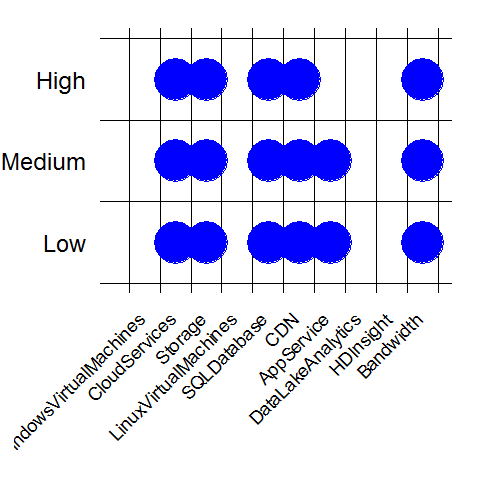 High
Medium
Low
ndowsVirtualMachines
CloudServices
Storage
LinuxVirtualMachines
SQLDatabase
CDN
AppService
DataLakeAnalytics
HDInsight
Bandwidth